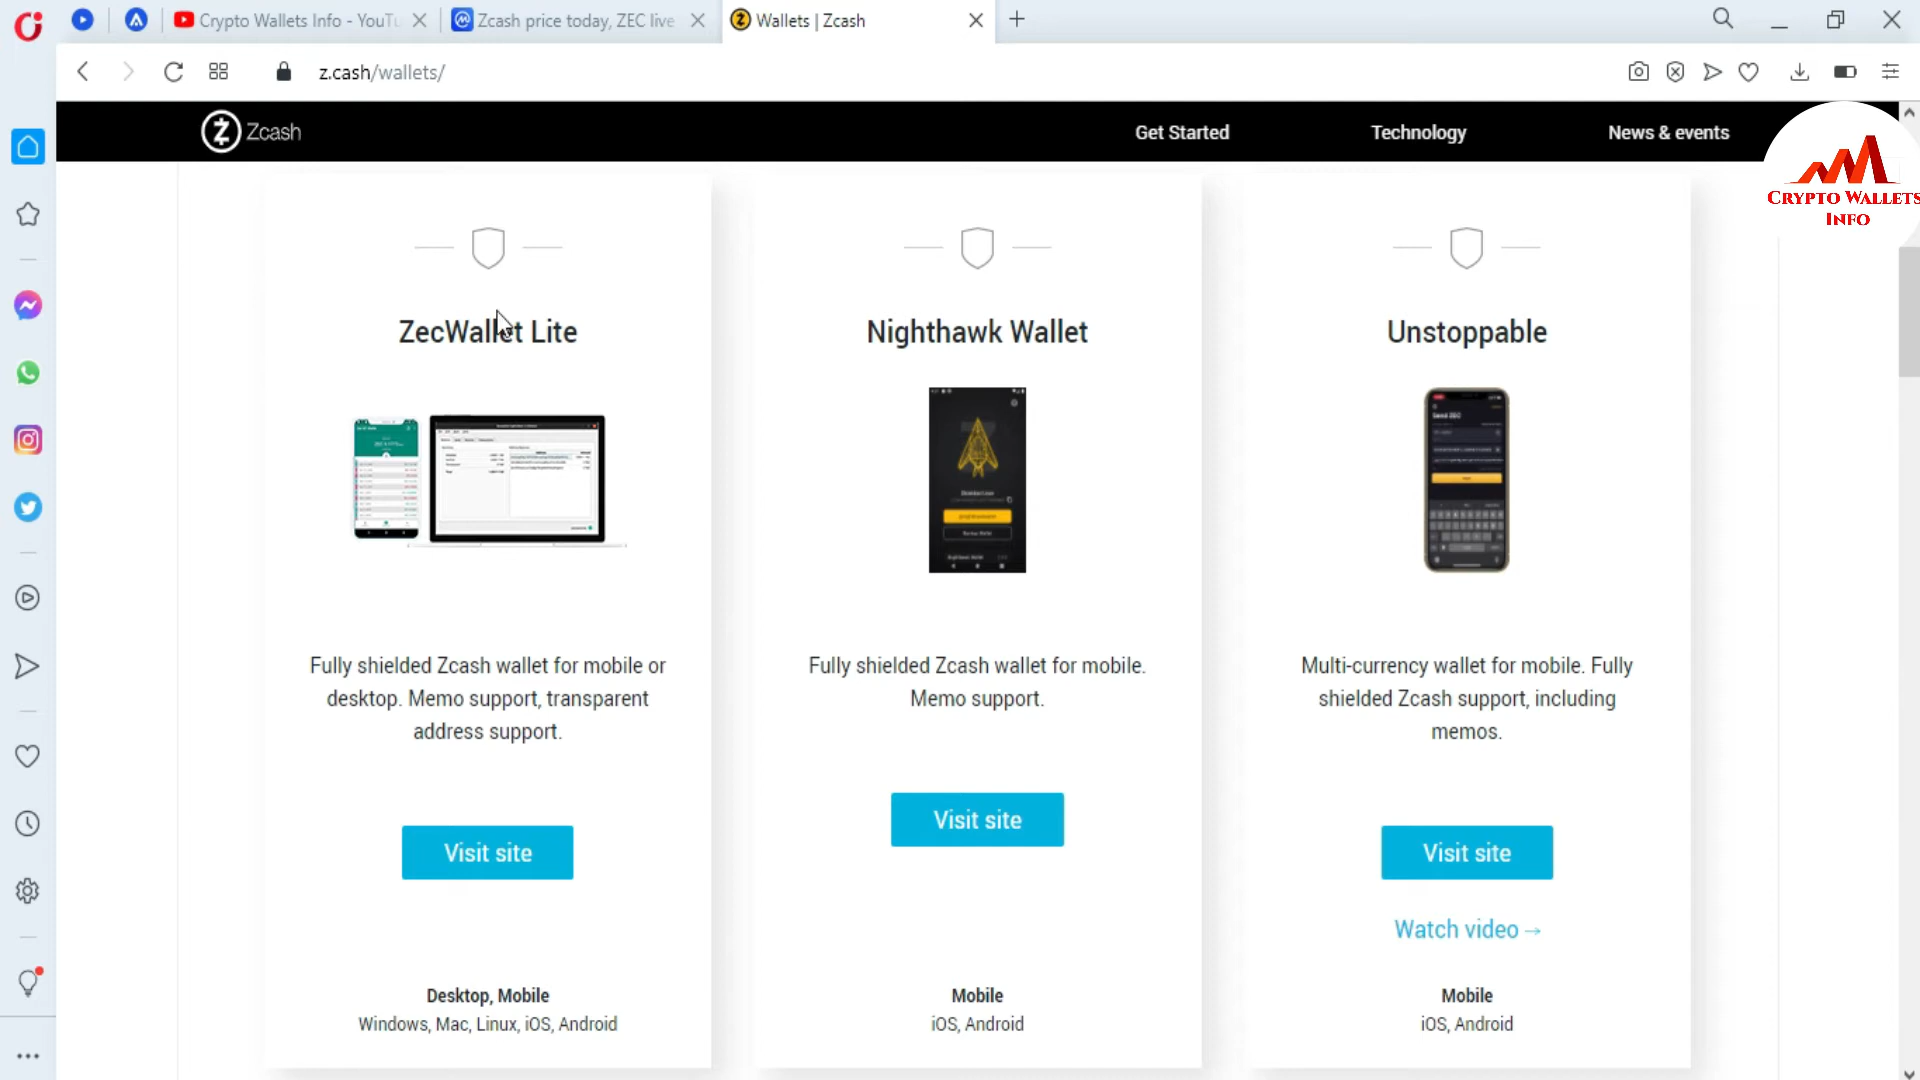 Crypto Wallets Info - YouTu
Zcash price today, ZEC live
Wallets | Zcash
z.cash/wallets/
Zcash
Get Started
Technology
News & events
Crypto Wallets
Info
ZecWallet Lite
Nighthawk Wallet
Unstoppable
Fully shielded Zcash wallet for mobile or
desktop. Memo support, transparent
address support.
Fully shielded Zcash wallet for mobile.
Memo support.
Multi-currency wallet for mobile. Fully
shielded Zcash support, including
memos.
Visit site
Visit site
Visit site
Watch video →
Desktop, Mobile
Windows, Mac, Linux, iOS, Android
Mobile
iOS, Android
Mobile
iOS, Android